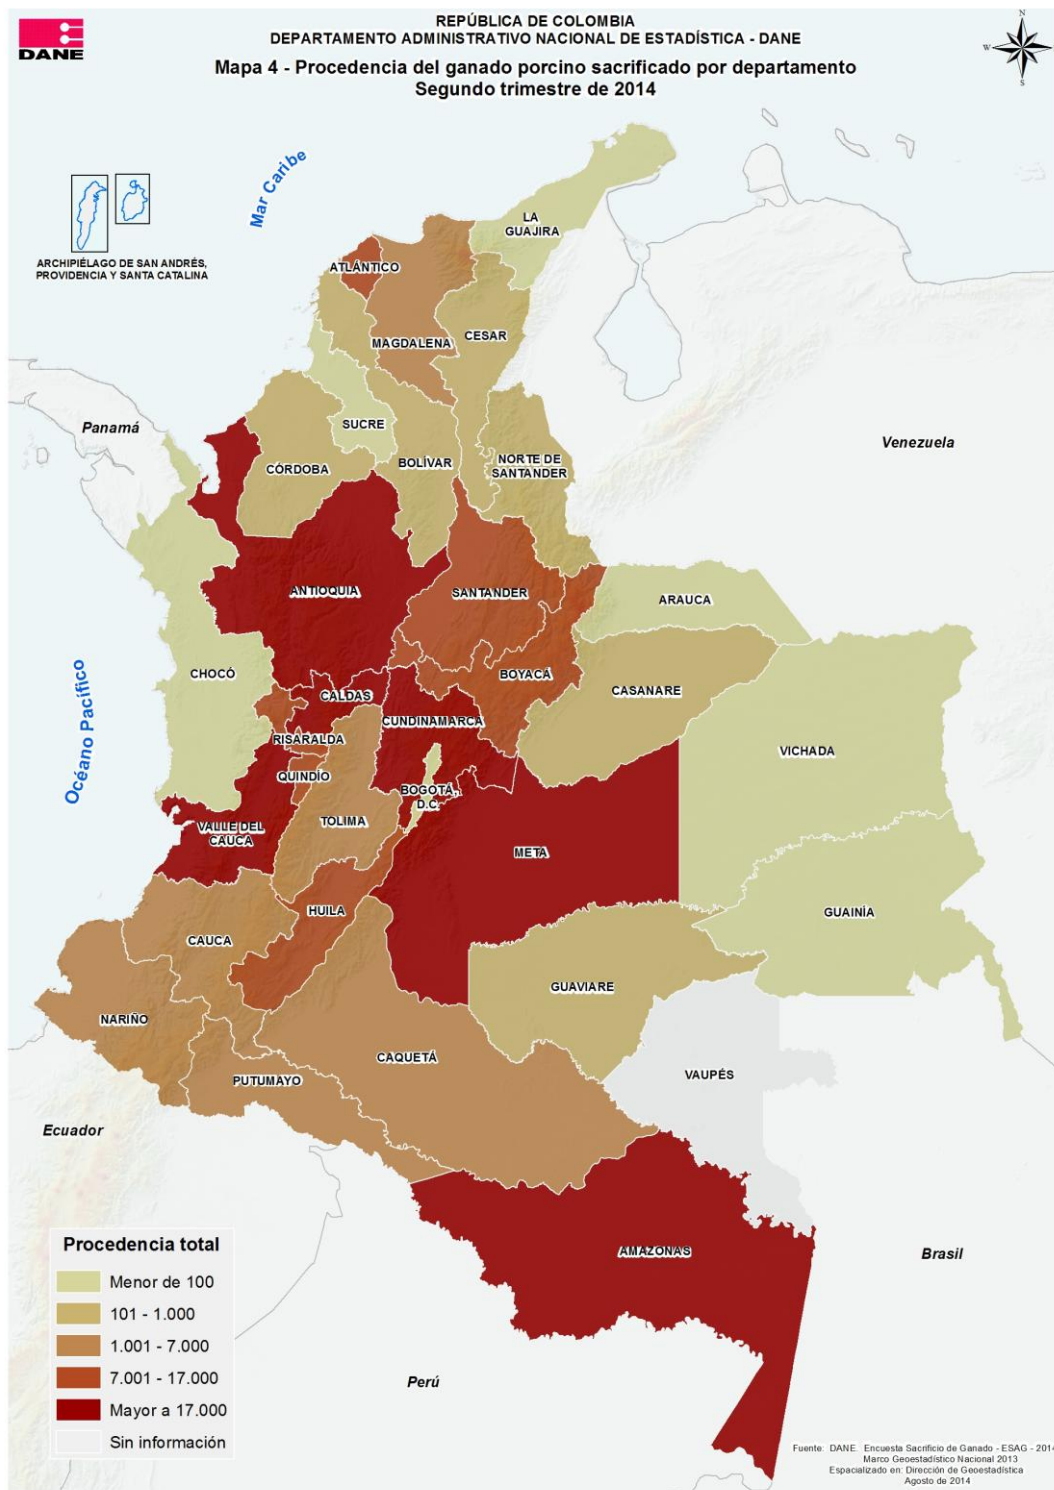 DANE
REPÚBLICA DE COLOMBIA
DEPARTAMENTO ADMINISTRATIVO NACIONAL DE ESTADÍSTICA - DANE
Mapa 4 - Procedencia del ganado porcino sacrificado por departamento
Segundo trimestre de 2014
N
W
E
S
Mar Caribe
ARCHIPIÉLAGO DE SAN ANDRÉS,
PROVIDENCIA Y SANTA CATALINA
LA
GUAJIRA
ATLÁNTICO
MAGDALENA
CESAR
Panamá
SUCRE
Venezuela
CÓRDOBA
BOLÍVAR
NORTE DE
SANTANDER
ANTIOQUIA
SANTANDER
ARAUCA
Océano Pacífico
CHOCÓ
BOYACÁ
CASANARE
CALDAS
CUNDINAMARCA
RISARALDA
VICHADA
QUINDÍO
BOGOTÁ,
D.C.
TOLIMA
VALLE DEL
CAUCA
META
HUILA
GUAINÍA
CAUCA
GUAVIARE
NARIÑO
CAQUETÁ
VAUPÉS
PUTUMAYO
Ecuador
AMAZONAS
Brasil
Perú
Procedencia total
Menor de 100
101 - 1.000
1.001 - 7.000
7.001 - 17.000
Mayor a 17.000
Sin información
Fuente: DANE. Encuesta Sacrificio de Ganado - ESAG - 2014
Marco Geoestadístico Nacional 2013
Espacializado en: Dirección de Geoestadística
Agosto de 2014